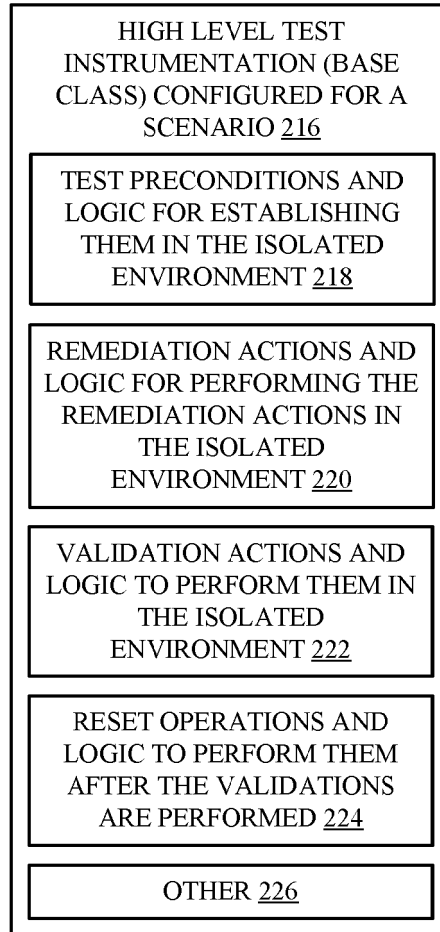 HIGH LEVEL TEST
INSTRUMENTATION (BASE
CLASS) CONFIGURED FOR A
SCENARIO 216
TEST PRECONDITIONS AND
LOGIC FOR ESTABLISHING
THEM IN THE ISOLATED
ENVIRONMENT 218
REMEDIATION ACTIONS AND
LOGIC FOR PERFORMING THE
REMEDIATION ACTIONS IN
THE ISOLATED
ENVIRONMENT 220
VALIDATION ACTIONS AND
LOGIC TO PERFORM THEM IN
THE ISOLATED
ENVIRONMENT 222
RESET OPERATIONS AND
LOGIC TO PERFORM THEM
AFTER THE VALIDATIONS
ARE PERFORMED 224
OTHER 226